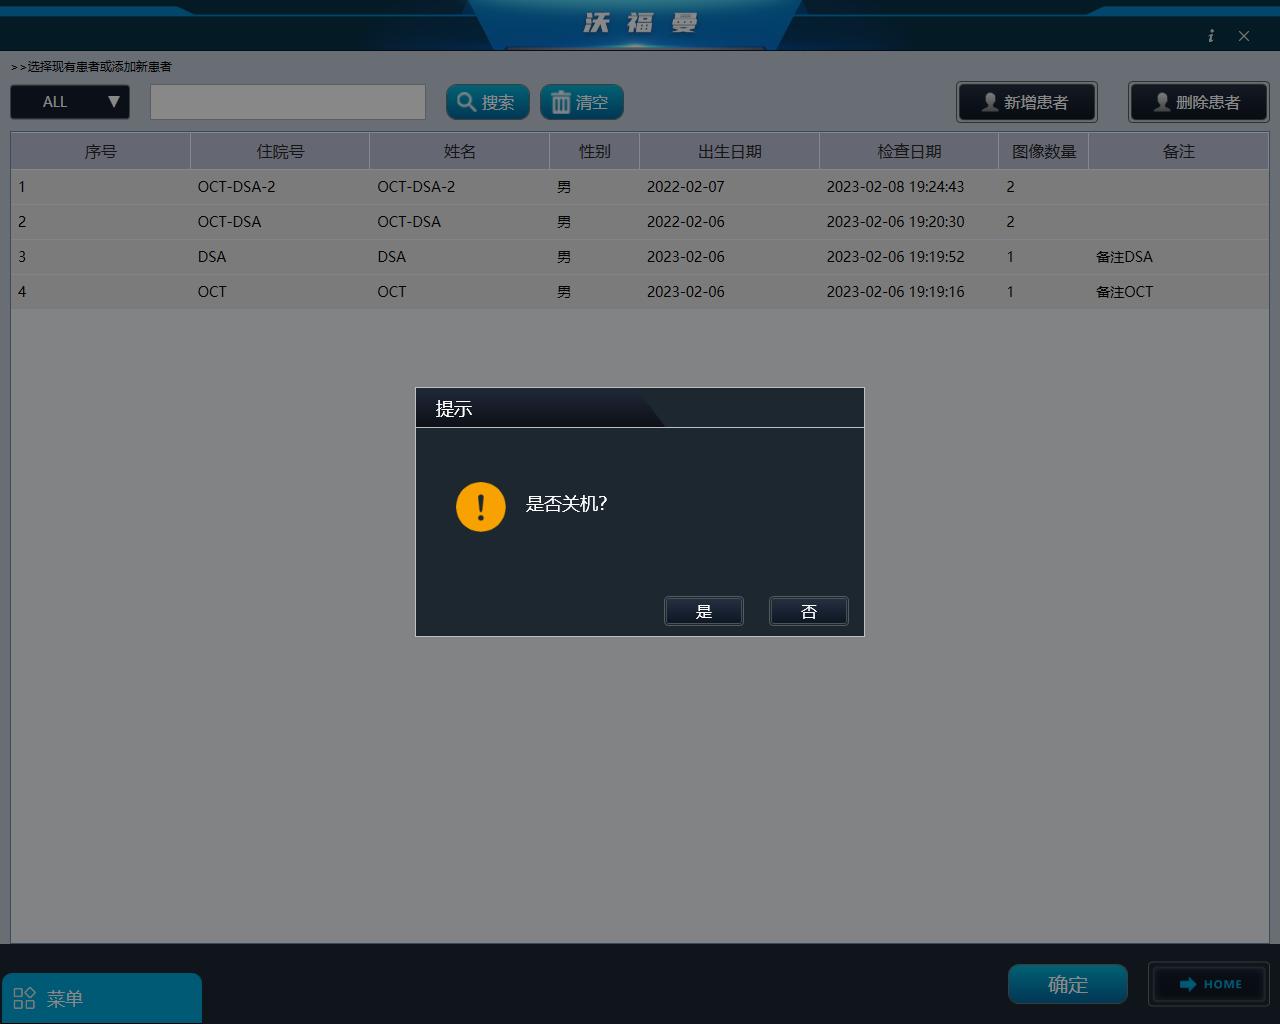 沃福曼
i
>>选择现有患者或添加新患者
ALL ▼ 搜索 清空 新增患者 删除患者
序号 住院号 姓名 性别 出生日期 检查日期 图像数量 备注
1 OCT-DSA-2 OCT-DSA-2 男 2022-02-07 2023-02-08 19:24:43 2
2 OCT-DSA OCT-DSA 男 2022-02-06 2023-02-06 19:20:30 2
3 DSA DSA 男 2023-02-06 2023-02-06 19:19:52 1 备注DSA
4 OCT OCT 男 2023-02-06 2023-02-06 19:19:16 1 备注OCT
提示
是否关机?
是 否
菜单 确定 HOME